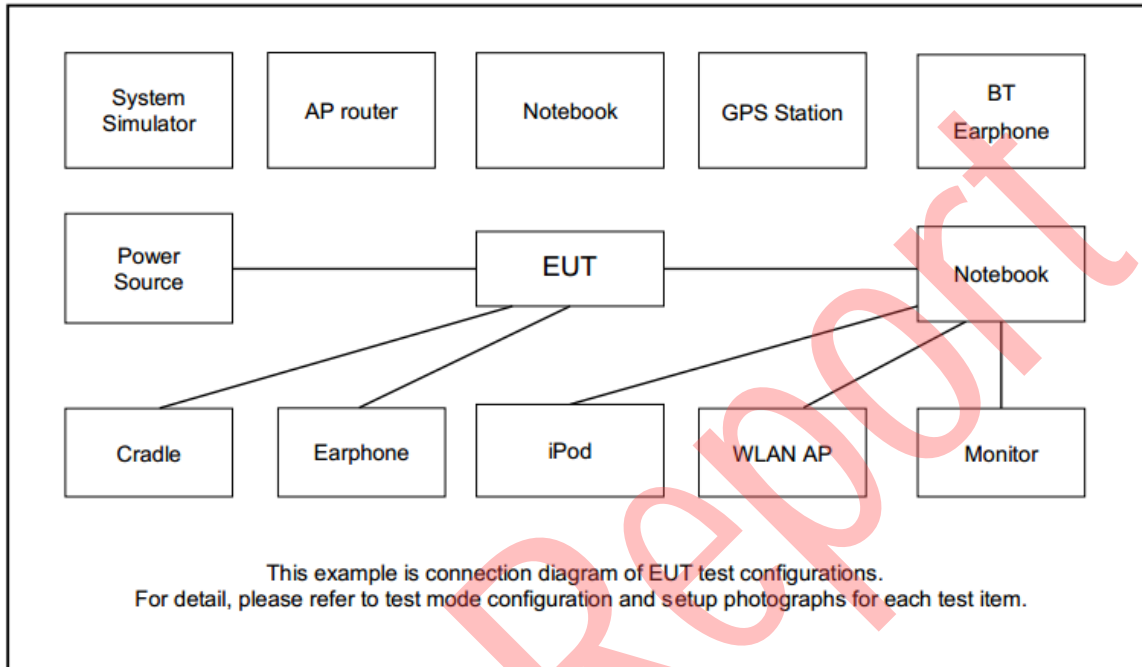 System
Simulator
AP router
Notebook
GPS Station
BT
Earphone
Power
Source
EUT
Notebook
Cradle
Earphone
iPod
WLAN AP
Monitor
This example is connection diagram of EUT test configurations.
For detail, please refer to test mode configuration and setup photographs for each test item.
Report